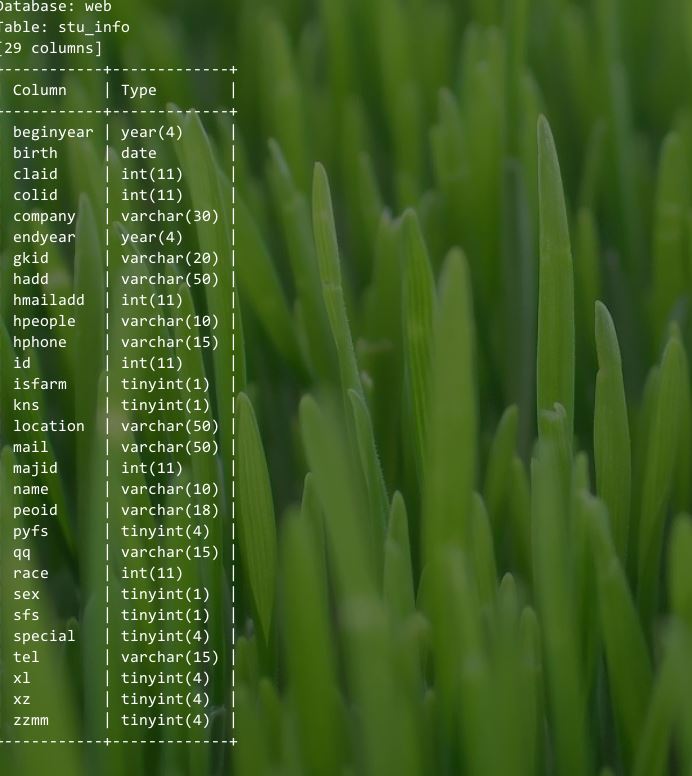 Database: web
Table: stu_info
[29 columns]
-----------+-------------+
Column | Type |
-----------+-------------+
beginyear | year(4) |
birth | date |
claid | int(11) |
colid | int(11) |
company | varchar(30) |
endyear | year(4) |
gkid | varchar(20) |
hadd | varchar(50) |
hmailadd | int(11) |
hpeople | varchar(10) |
hphone | varchar(15) |
id | int(11) |
isfarm | tinyint(1) |
kns | tinyint(1) |
location | varchar(50) |
mail | varchar(50) |
majid | int(11) |
name | varchar(10) |
peoid | varchar(18) |
pyfs | tinyint(4) |
qq | varchar(15) |
race | int(11) |
sex | tinyint(1) |
sfs | tinyint(1) |
special | tinyint(4) |
tel | varchar(15) |
xl | tinyint(4) |
xz | tinyint(4) |
zzmm | tinyint(4) |
-----------+-------------+